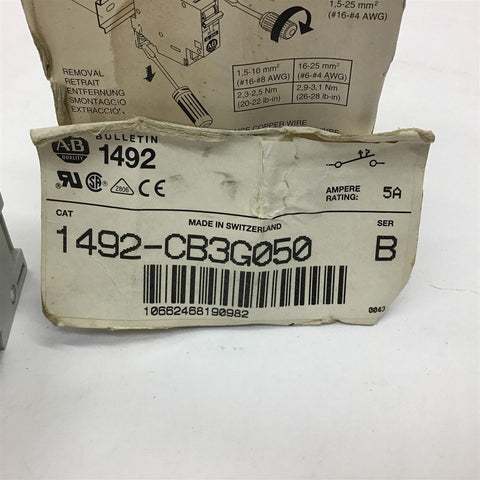 1,5-25 mm²
(#16-#4 AWG)
REMOVAL
RETRAIT
ENTFERNUNG
SMONTAGGIO
EXTRACCIÓN
1,5-10 mm²
(#16-#8 AWG)
16-25 mm²
(#6-#4 AWG)
2,3-2,5 Nm
(20-22 lb-in)
2,9-3,1 Nm
(26-28 lb-in)
COPPER WIRE
A-B
QUALITY
BULLETIN
1492
2806
AMPERE
RATING: 5A
MADE IN SWITZERLAND
CAT
SER
1492-CB3G050
B
10662468190982
0043